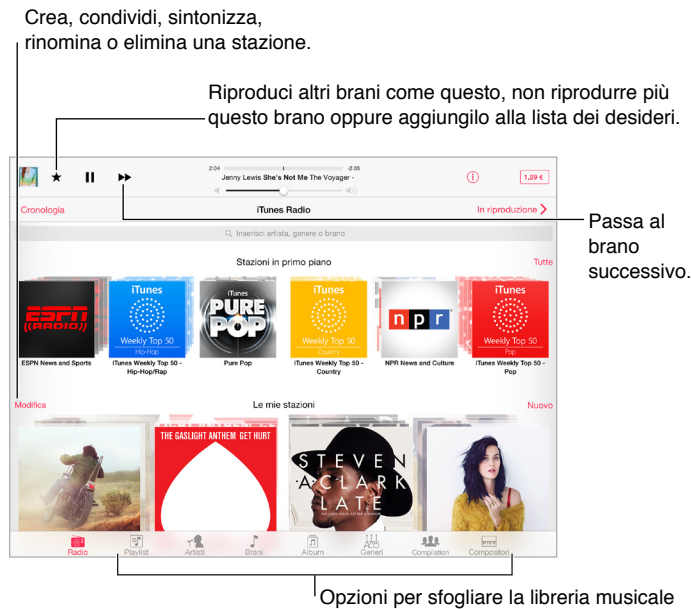 Crea, condividi, sintonizza,
rinomina o elimina una stazione.
Riproduci altri brani come questo, non riprodurre più
questo brano oppure aggiungilo alla lista dei desideri.
2:04
-2:05
Jenny Lewis She's Not Me The Voyager -
1,29 €
Cronologia
iTunes Radio
In riproduzione
Passa al
brano
successivo.
Inserisci artista, genere o brano
Stazioni in primo piano
Tutte
ESPN
((RADIO))
iTunes
Weekly Top 50
Hip-Hop
iTunes
PURE
POP
iTunes
Weekly Top 50
Country
npr
iTunes
Weekly Top 50
Pop
ESPN News and Sports
iTunes Weekly Top 50 -
Hip-Hop/Rap
Pure Pop
iTunes Weekly Top 50 -
Country
NPR News and Culture
iTunes Weekly Top 50 -
Pop
Modifica
Le mie stazioni
Nuovo
THE GASLIGHT ANTHEM GET HURT
STEVEN
A CLARK
LATE
Radio
Playlist
Artisti
Brani
Album
Generi
Compilation
Compositori
Opzioni per sfogliare la libreria musicale